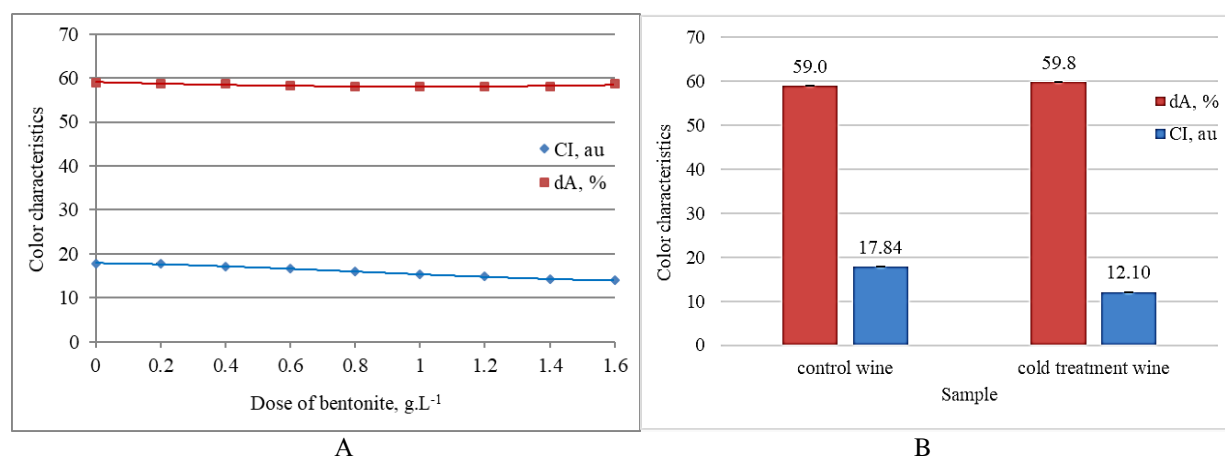 70
60
50
40
30
20
10
0
Color characteristics
CI, au
dA, %
0 0.2 0.4 0.6 0.8 1 1.2 1.4 1.6
Dose of bentonite, g.L⁻¹
A
70
60
50
40
30
20
10
0
Color characteristics
59.0
17.84
59.8
12.10
dA, %
CI, au
control wine cold treatment wine
Sample
B